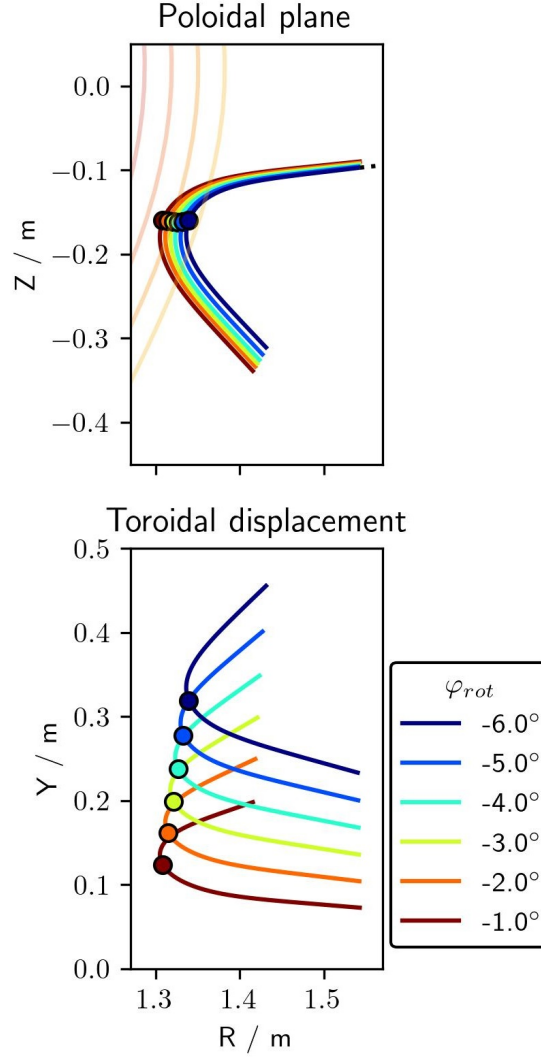 Poloidal plane
0.0
−0.1
−0.2
−0.3
−0.4
Z / m
Toroidal displacement
0.5
0.4
0.3
0.2
0.1
0.0
Y / m
1.3 1.4 1.5
R / m
φrot
-6.0°
-5.0°
-4.0°
-3.0°
-2.0°
-1.0°